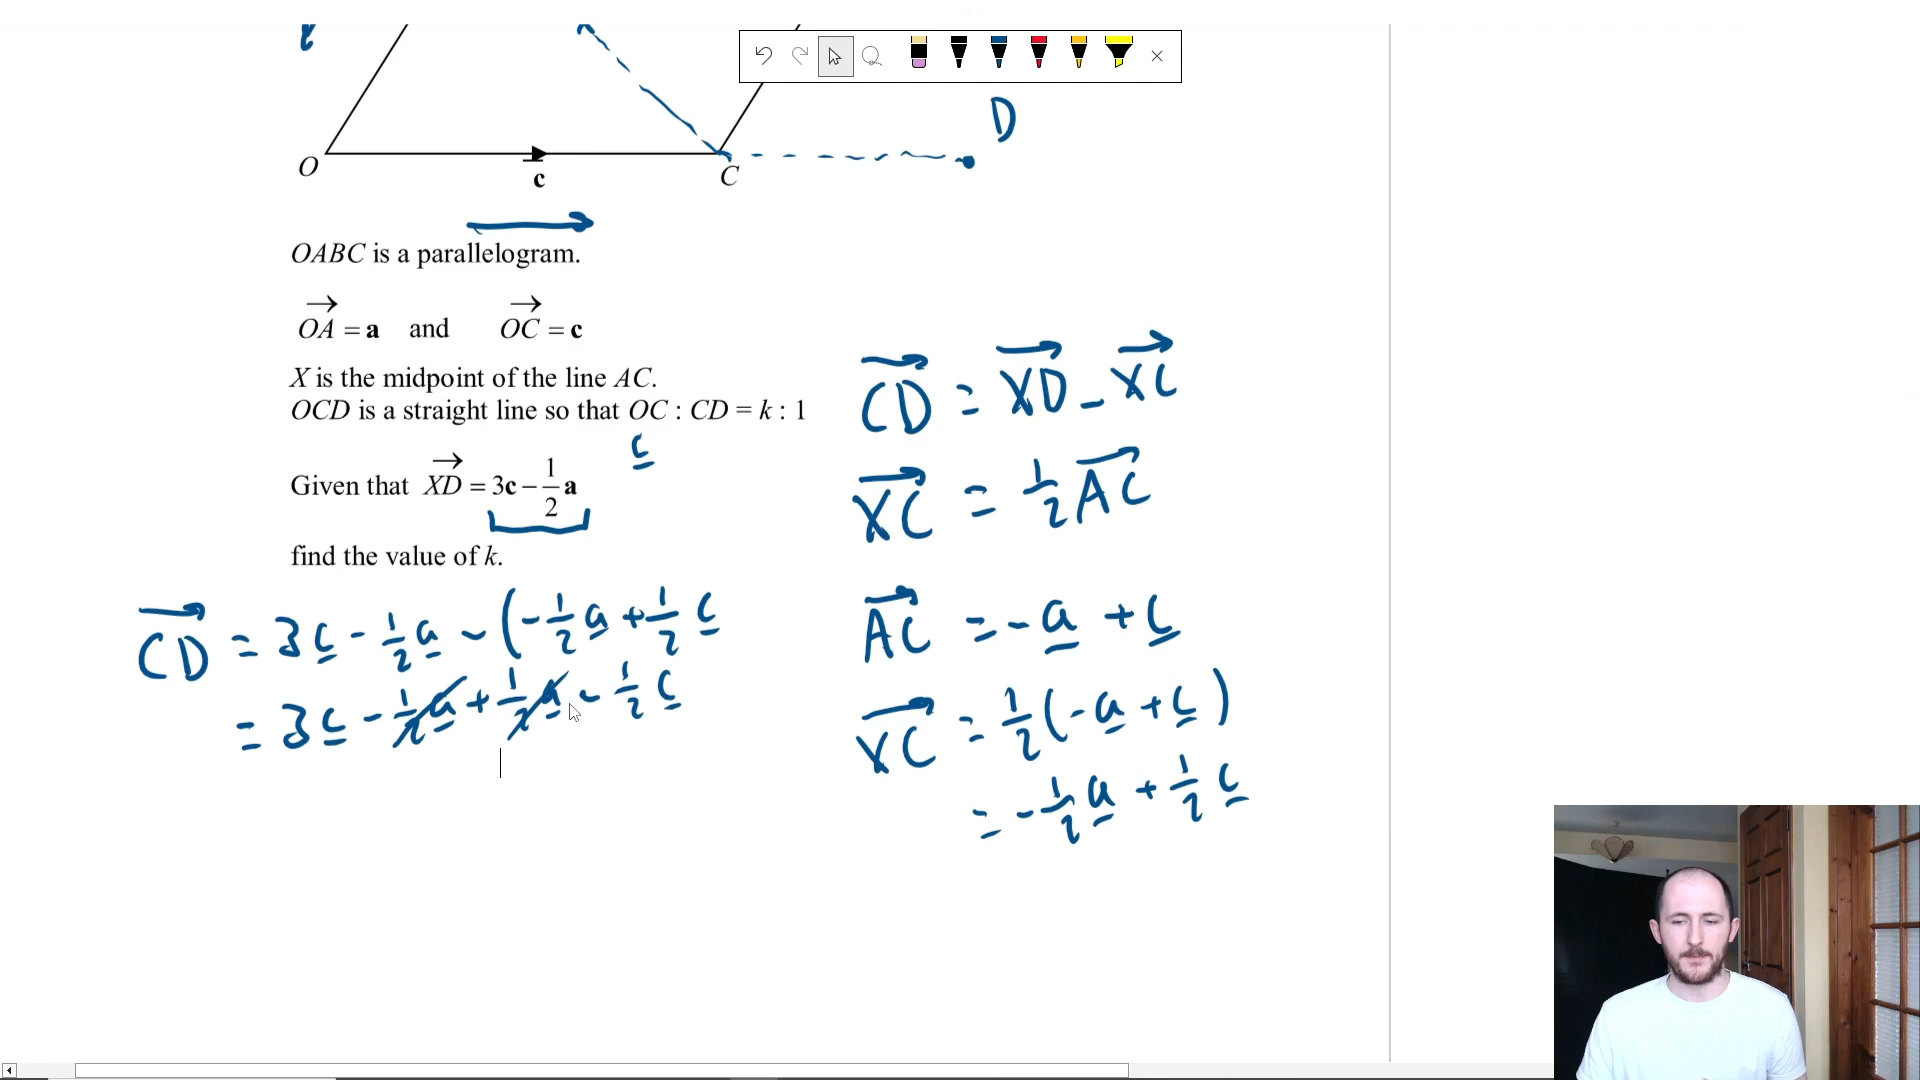 D
O
c
C
OABC is a parallelogram.
OA = a and OC = c
X is the midpoint of the line AC.
OCD is a straight line so that OC : CD = k : 1
c
Given that XD = 3c − 1/2 a
find the value of k.
CD = 3c - 1/2 a - (-1/2 a + 1/2 c
= 3c - 1/2 a + 1/2 a - 1/2 c
CD = XD - XC
XC = 1/2 AC
AC = -a + c
XC = 1/2 (-a + c)
= -1/2 a + 1/2 c